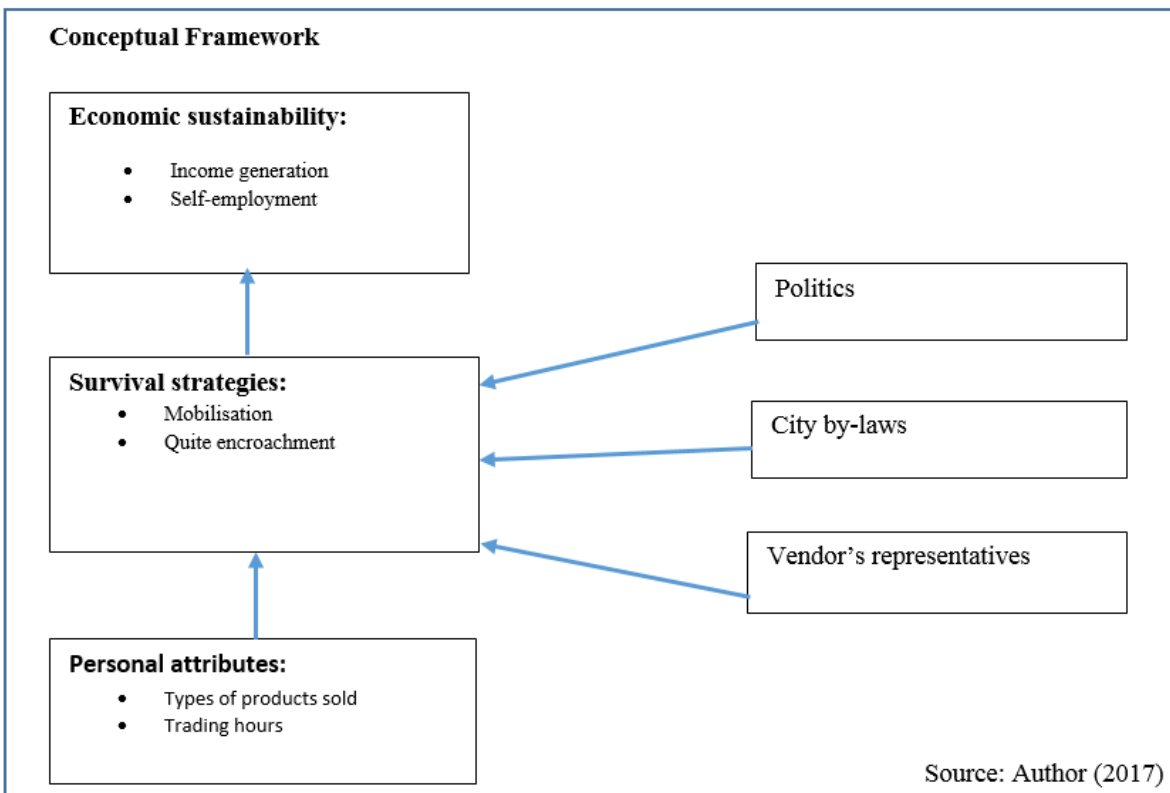 Conceptual Framework
Economic sustainability:
• Income generation
• Self-employment
Survival strategies:
• Mobilisation
• Quite encroachment
Personal attributes:
• Types of products sold
• Trading hours
Politics
City by-laws
Vendor’s representatives
Source: Author (2017)